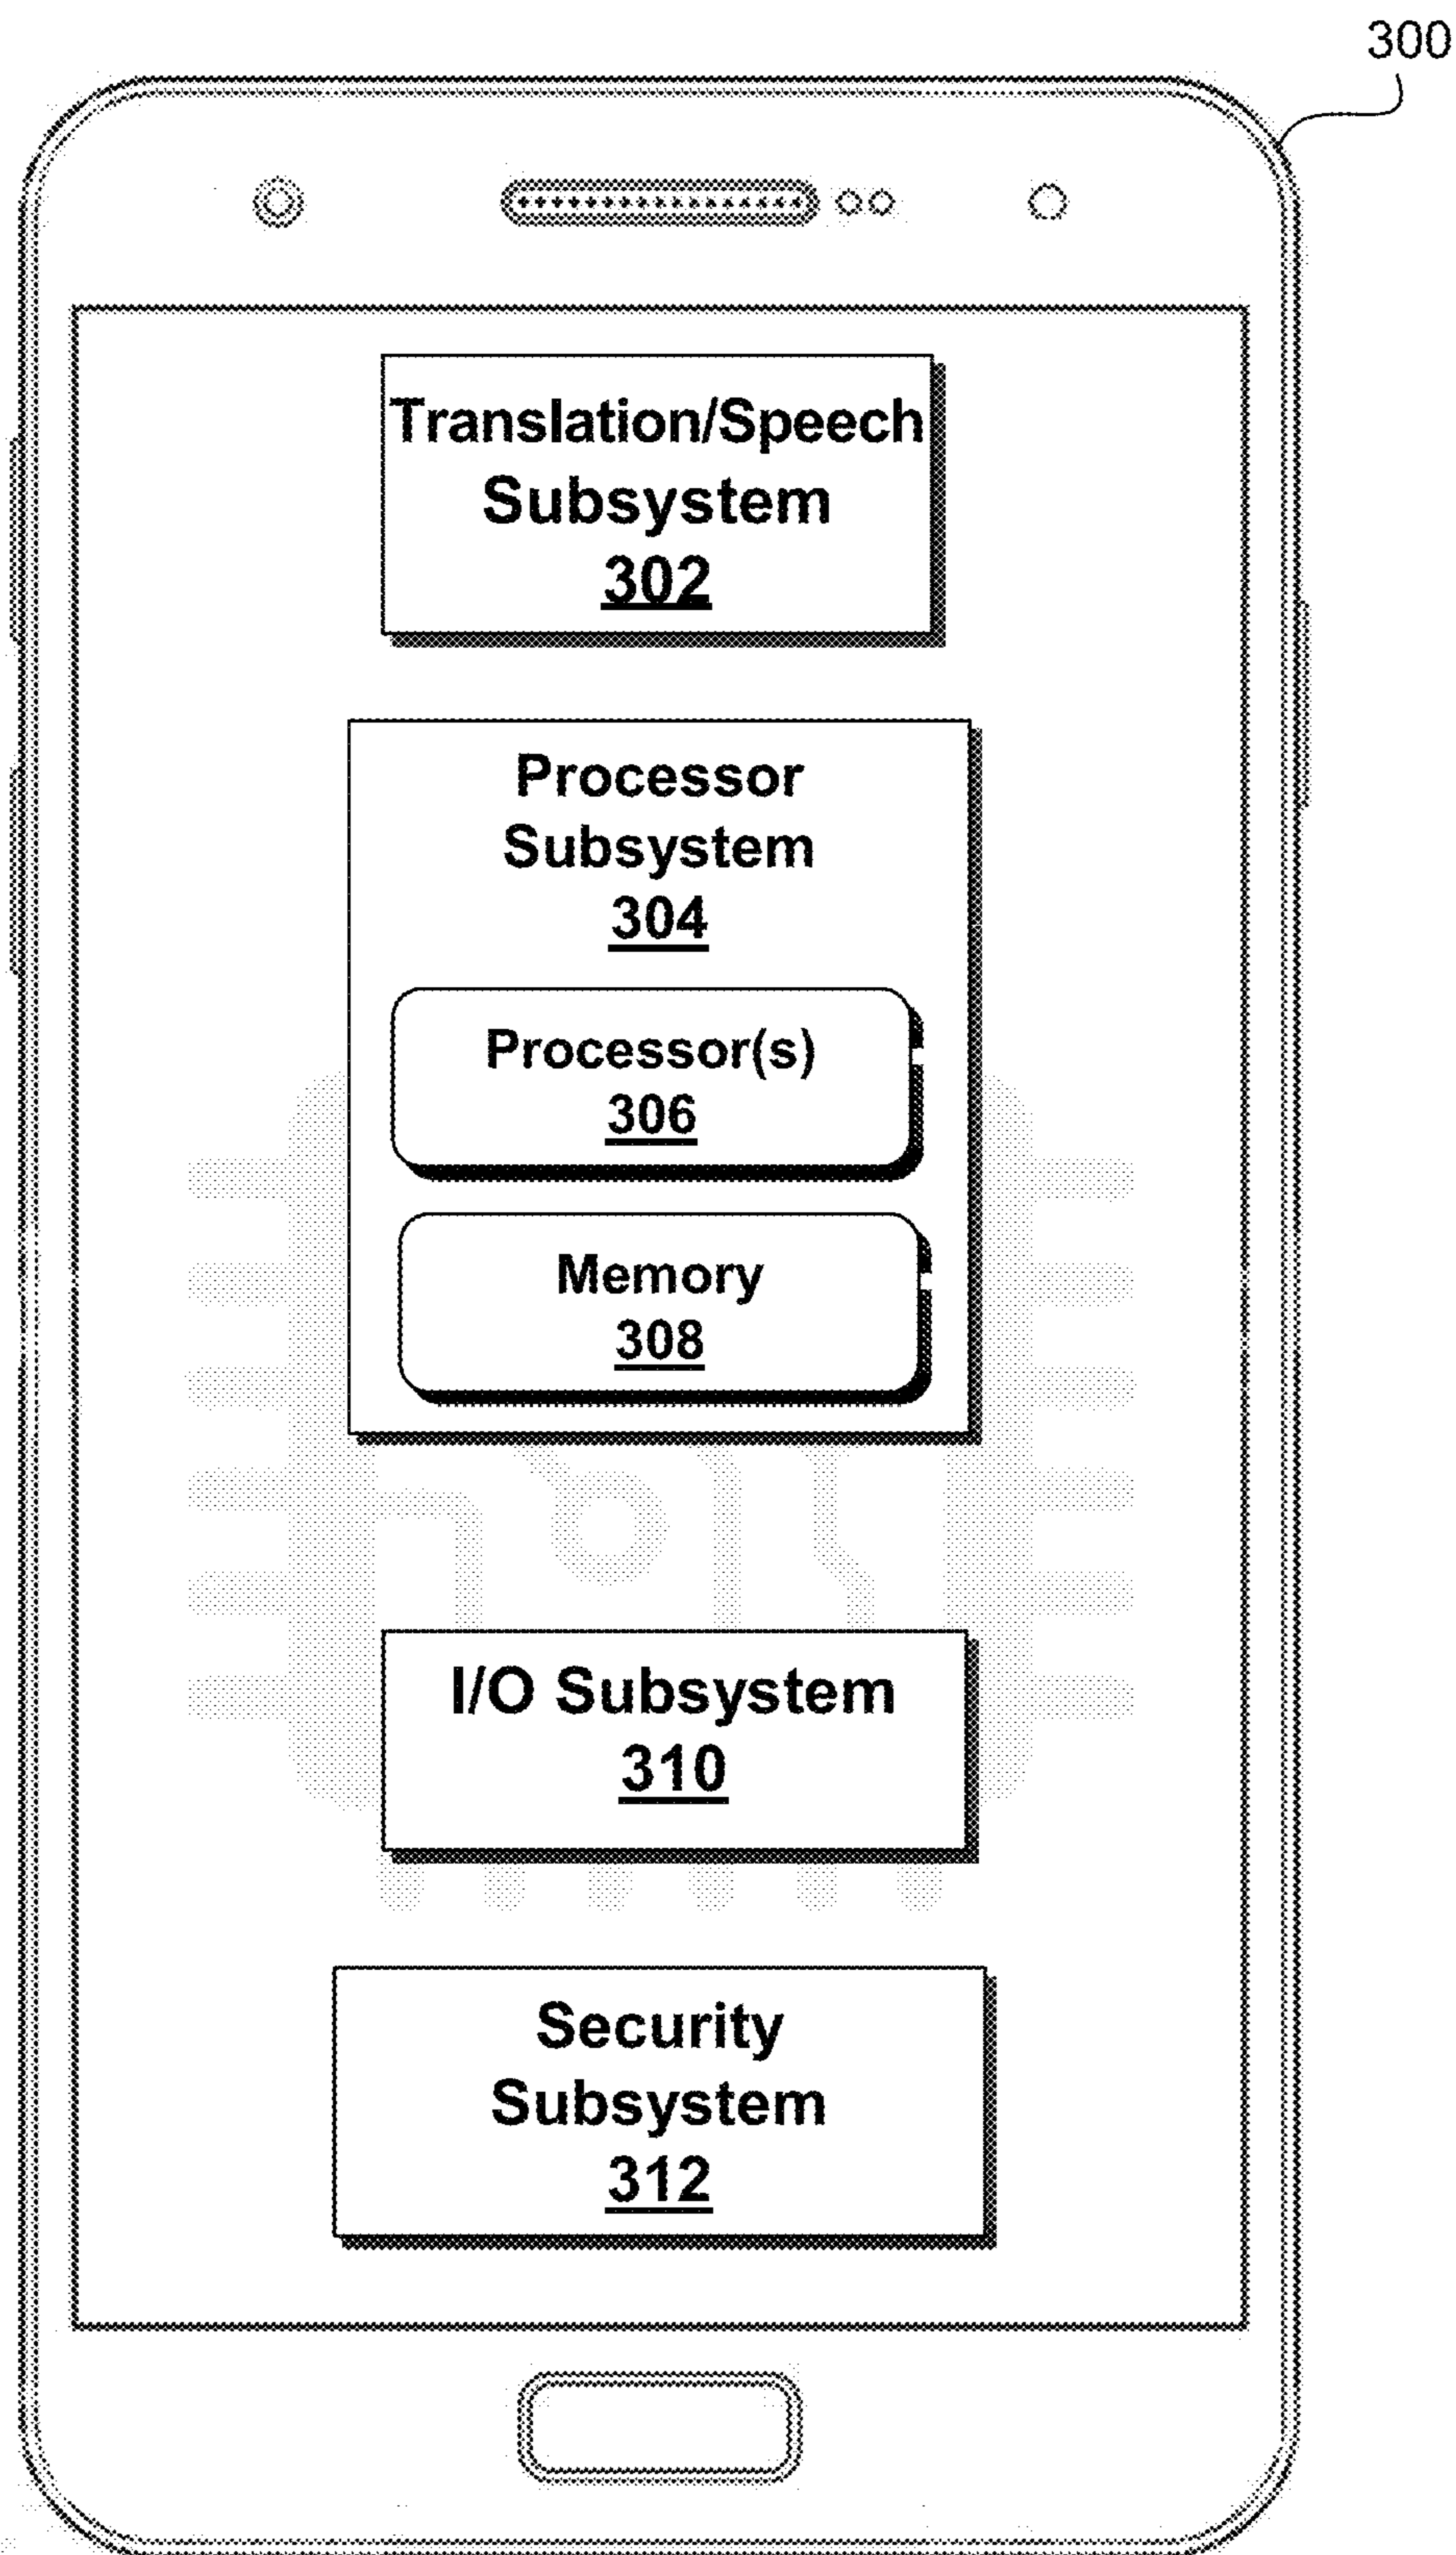 300
Translation/Speech
Subsystem
302
Processor
Subsystem
304
Processor(s)
306
Memory
308
I/O Subsystem
310
Security
Subsystem
312